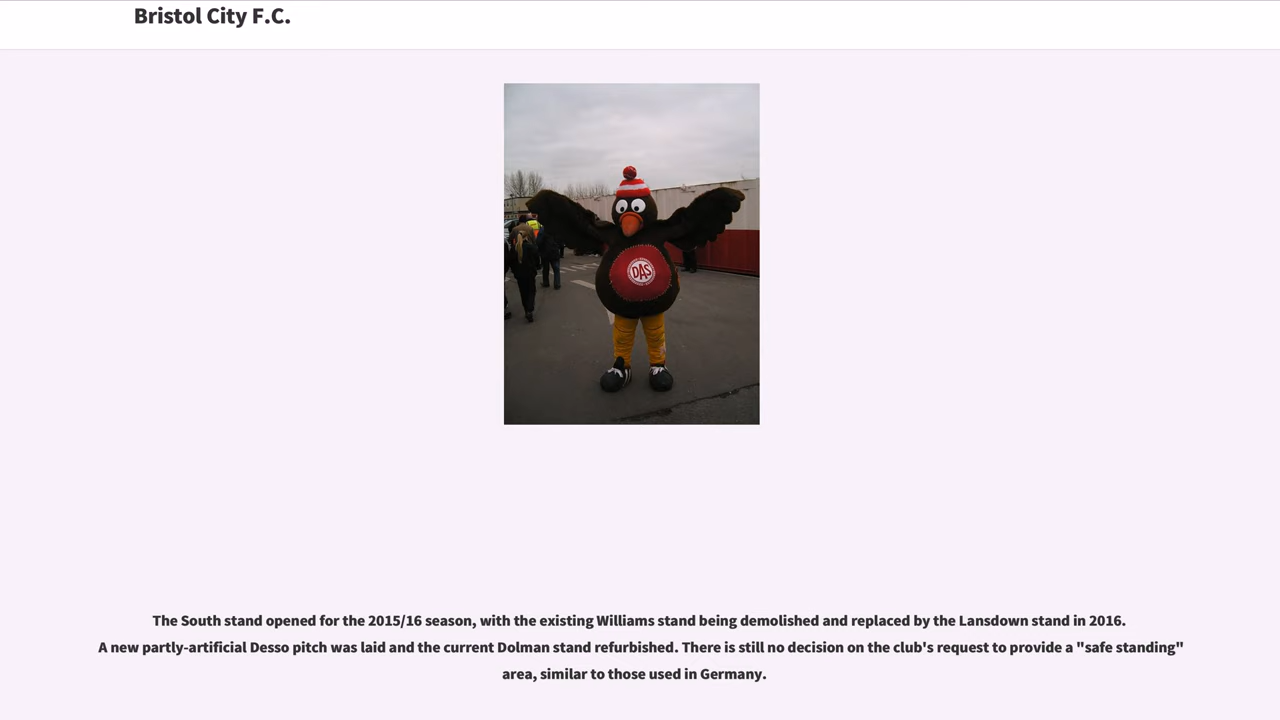 Bristol City F.C.
DAS
The South stand opened for the 2015/16 season, with the existing Williams stand being demolished and replaced by the Lansdown stand in 2016.
A new partly-artificial Desso pitch was laid and the current Dolman stand refurbished. There is still no decision on the club's request to provide a "safe standing"
area, similar to those used in Germany.